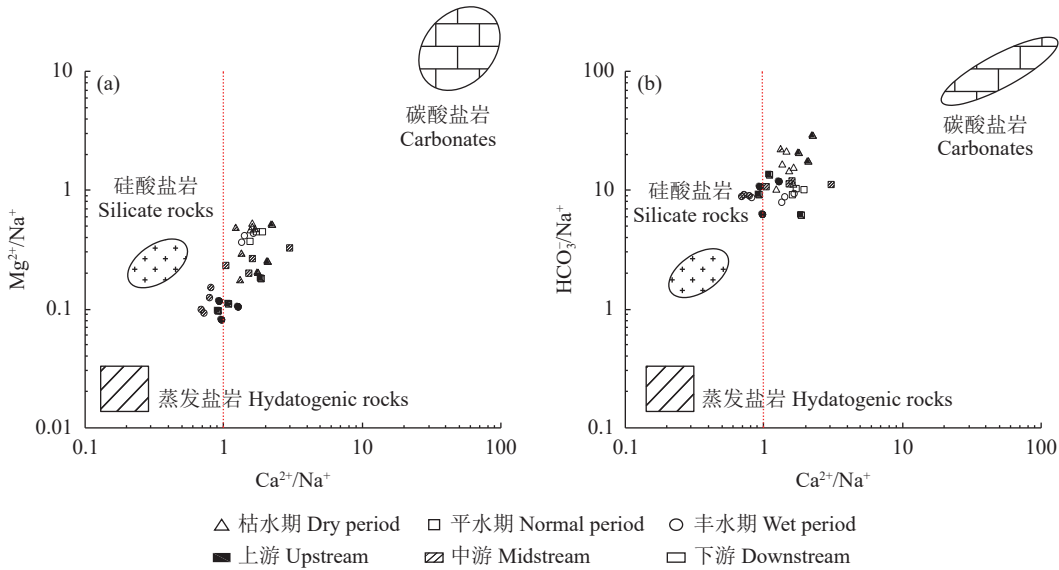 (a)
10
1
0.1
0.01
Mg²⁺/Na⁺
碳酸盐岩
Carbonates
硅酸盐岩
Silicate rocks
蒸发盐岩 Hydatogenic rocks
0.1 1 10 100
Ca²⁺/Na⁺
(b)
100
10
1
0.1
HCO₃⁻/Na⁺
碳酸盐岩
Carbonates
硅酸盐岩
Silicate rocks
蒸发盐岩 Hydatogenic rocks
0.1 1 10 100
Ca²⁺/Na⁺
枯水期 Dry period 平水期 Normal period 丰水期 Wet period
上游 Upstream 中游 Midstream 下游 Downstream